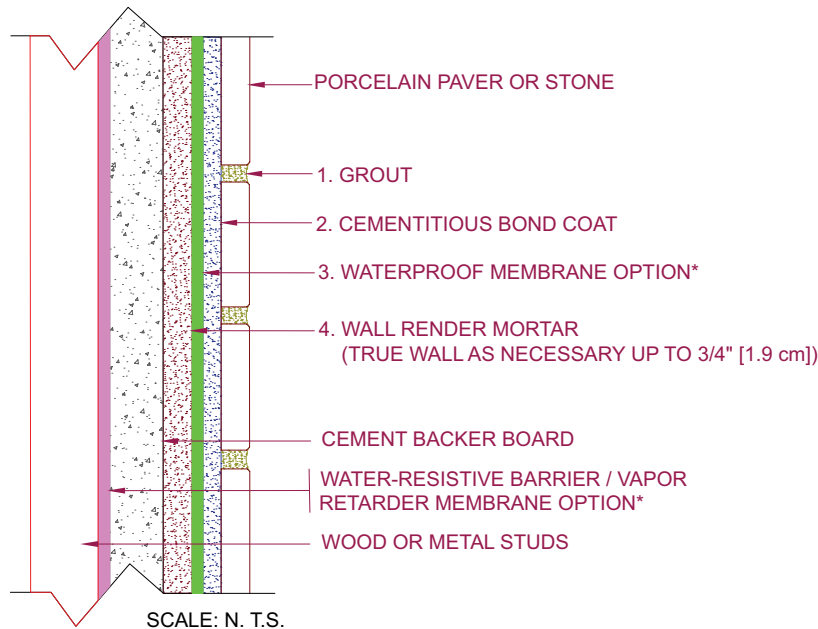 PORCELAIN PAVER OR STONE
1. GROUT
2. CEMENTITIOUS BOND COAT
3. WATERPROOF MEMBRANE OPTION*
4. WALL RENDER MORTAR
(TRUE WALL AS NECESSARY UP TO 3/4" [1.9 cm])
CEMENT BACKER BOARD
WATER-RESISTIVE BARRIER / VAPOR
RETARDER MEMBRANE OPTION*
WOOD OR METAL STUDS
SCALE: N. T.S.